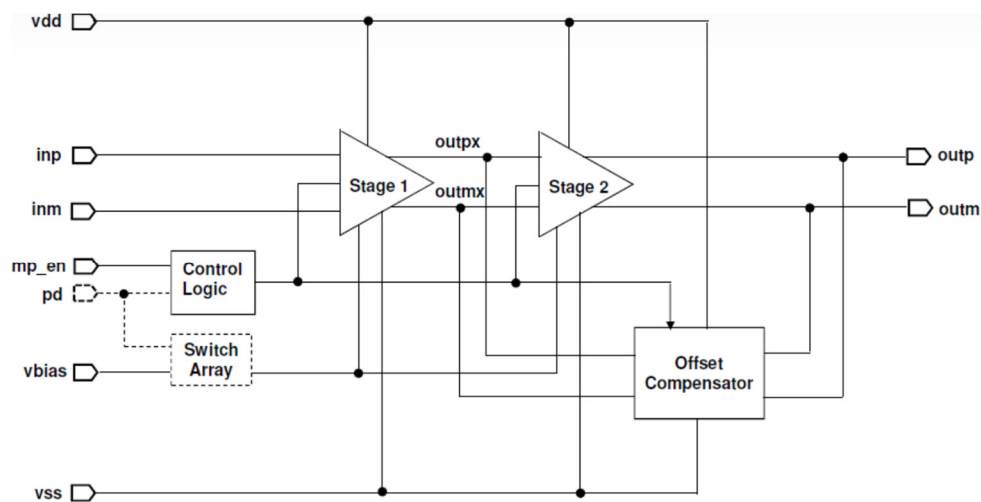 vdd
outpx
inp
outp
Stage 1
Stage 2
outmx
inm
outm
mp_en
Control
Logic
pd
Switch
Array
vbias
Offset
Compensator
vss